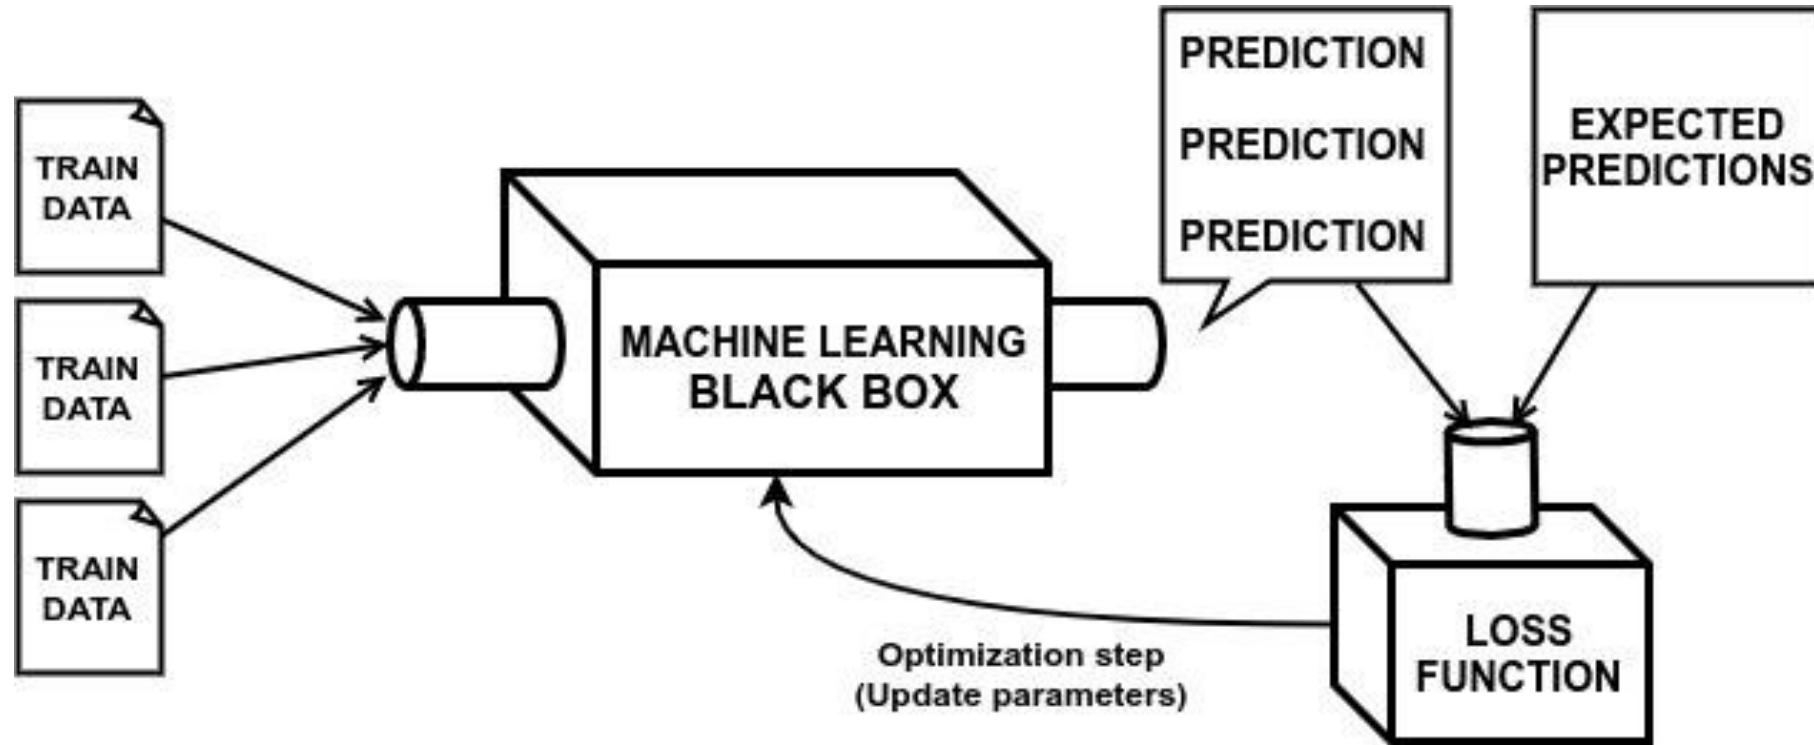 TRAIN
DATA
TRAIN
DATA
TRAIN
DATA
MACHINE LEARNING
BLACK BOX
PREDICTION
PREDICTION
PREDICTION
EXPECTED
PREDICTIONS
LOSS
FUNCTION
Optimization step
(Update parameters)